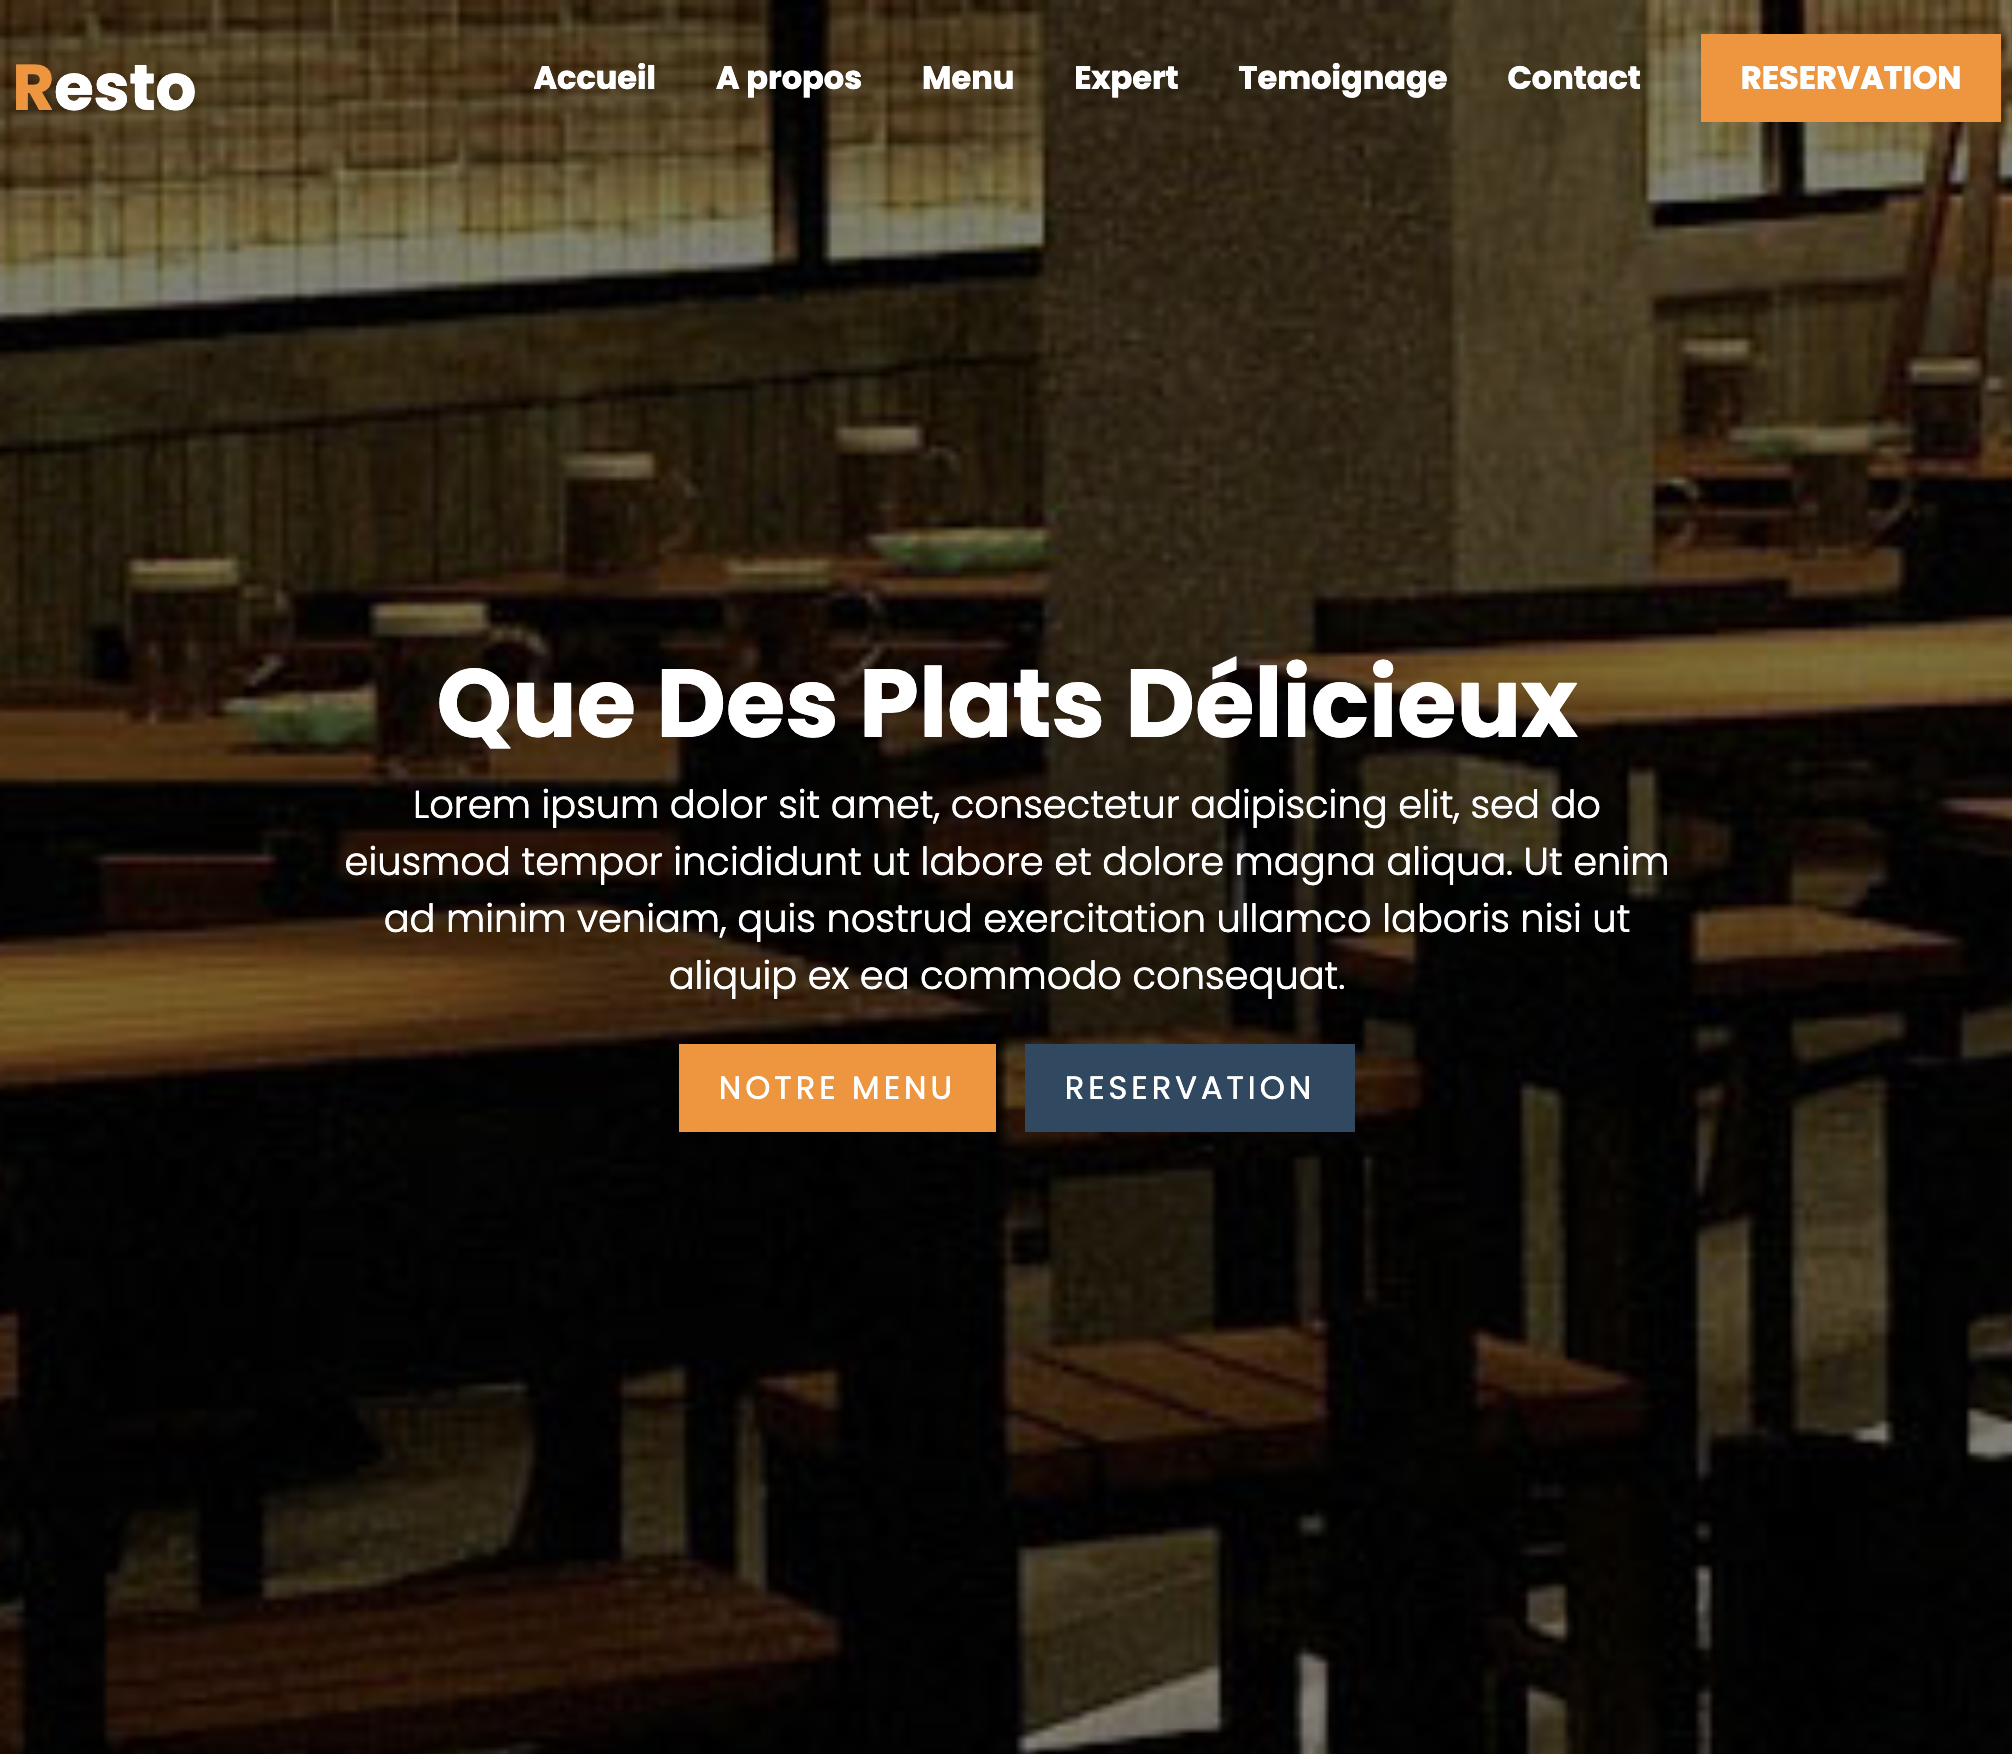 Resto
Accueil A propos Menu Expert Temoignage Contact RESERVATION
Que Des Plats Délicieux
Lorem ipsum dolor sit amet, consectetur adipiscing elit, sed do
eiusmod tempor incididunt ut labore et dolore magna aliqua. Ut enim
ad minim veniam, quis nostrud exercitation ullamco laboris nisi ut
aliquip ex ea commodo consequat.
NOTRE MENU RESERVATION